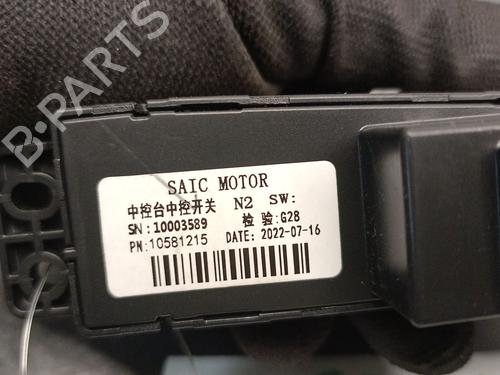 B-PARTS
SAIC MOTOR
中控台中控开关 N2 SW:
SN: 10003589 检 验:G28
PN:10581215 DATE: 2022-07-16